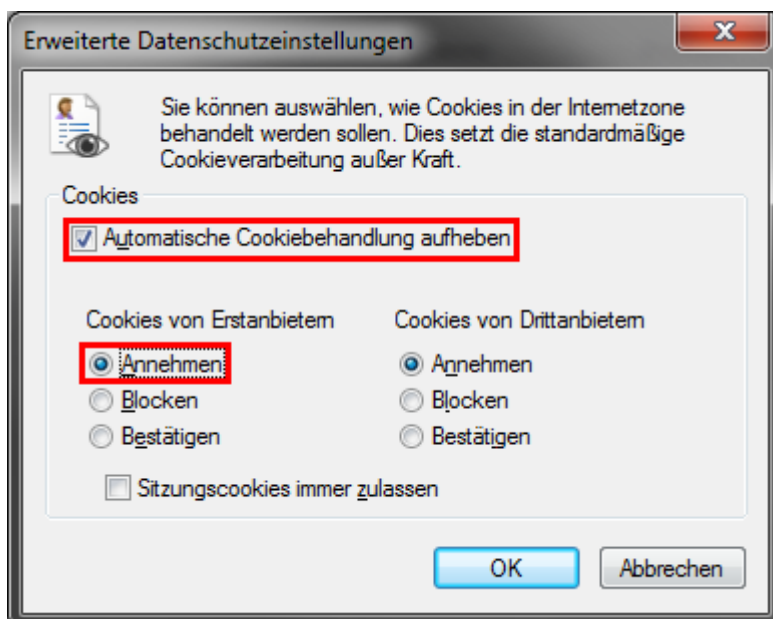 Erweiterte Datenschutzeinstellungen
Sie können auswählen, wie Cookies in der Internetzone
behandelt werden sollen. Dies setzt die standardmäßige
Cookieverarbeitung außer Kraft.
Cookies
Automatische Cookiebehandlung aufheben
Cookies von Erstanbietern Cookies von Drittanbietern
Annehmen Annehmen
Blocken Blocken
Bestätigen Bestätigen
Sitzungscookies immer zulassen
OK Abbrechen